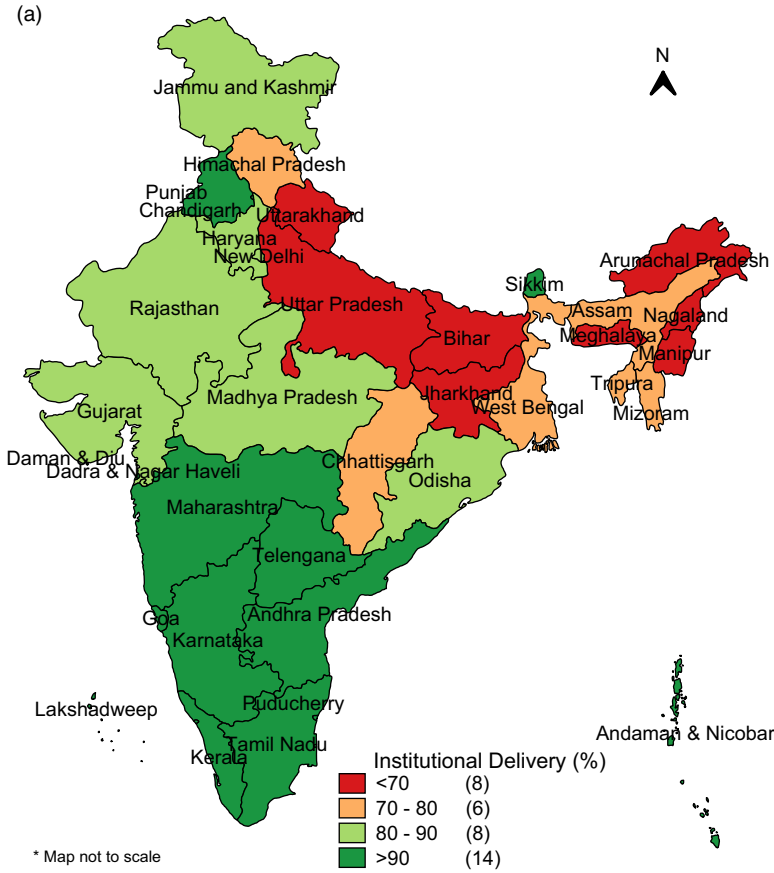 (a)
N
Jammu and Kashmir
Himachal Pradesh
Punjab
Chandigarh
Uttarakhand
Haryana
New Delhi
Arunachal Pradesh
Sikkim
Rajasthan
Uttar Pradesh
Assam
Nagaland
Bihar
Meghalaya
Manipur
Tripura
Jharkhand
Madhya Pradesh
West Bengal
Mizoram
Gujarat
Daman & Diu
Dadra & Nagar Haveli
Chhattisgarh
Odisha
Maharashtra
Telengana
Goa
Andhra Pradesh
Karnataka
Lakshadweep
Puducherry
Andaman & Nicobar
Tamil Nadu
Kerala
Institutional Delivery (%)
<70 (8)
70 - 80 (6)
80 - 90 (8)
>90 (14)
* Map not to scale